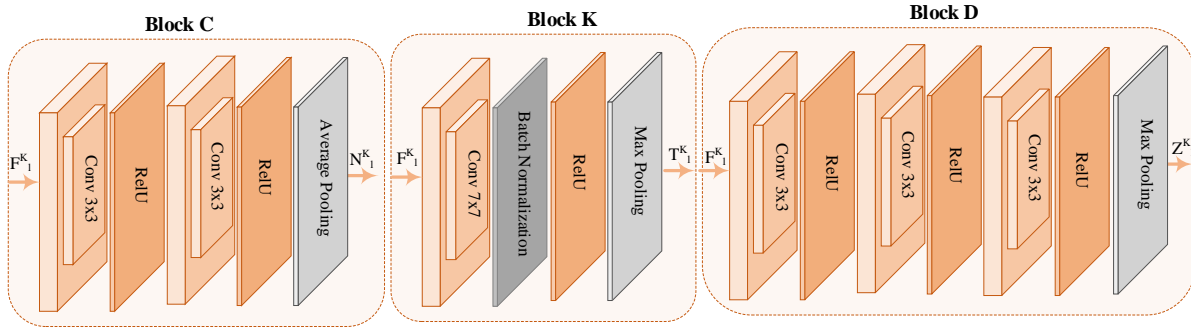 Block C
F^K_1
Conv 3x3
RelU
Conv 3x3
RelU
Average Pooling
N^K_1
Block K
F^K_1
Conv 7x7
Batch Normalization
RelU
Max Pooling
T^K_1
Block D
F^K_1
Conv 3x3
RelU
Conv 3x3
RelU
Conv 3x3
RelU
Max Pooling
Z^K